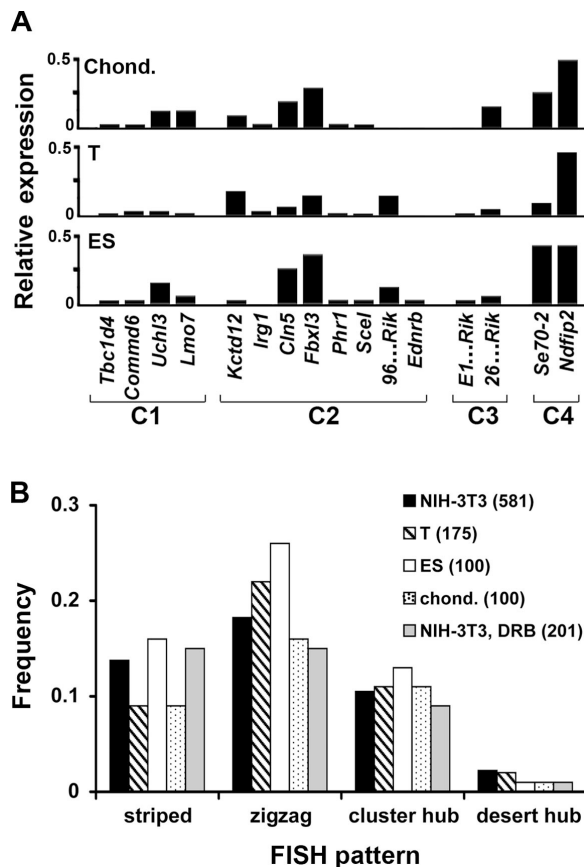 A
Relative expression
0.5
Chond.
0
0.5
T
0
0.5
ES
0
Tbc1d4
Commd6
Uchl3
Lmo7
Kctd12
Irg1
Cln5
Fbxl3
Phr1
Scel
96...Rik
Ednrb
E1...Rik
26...Rik
Se70-2
Ndfip2
C1 C2 C3 C4
B
Frequency
0.3
0.2
0.1
0
NIH-3T3 (581)
T (175)
ES (100)
chond. (100)
NIH-3T3, DRB (201)
striped zigzag cluster hub desert hub
FISH pattern